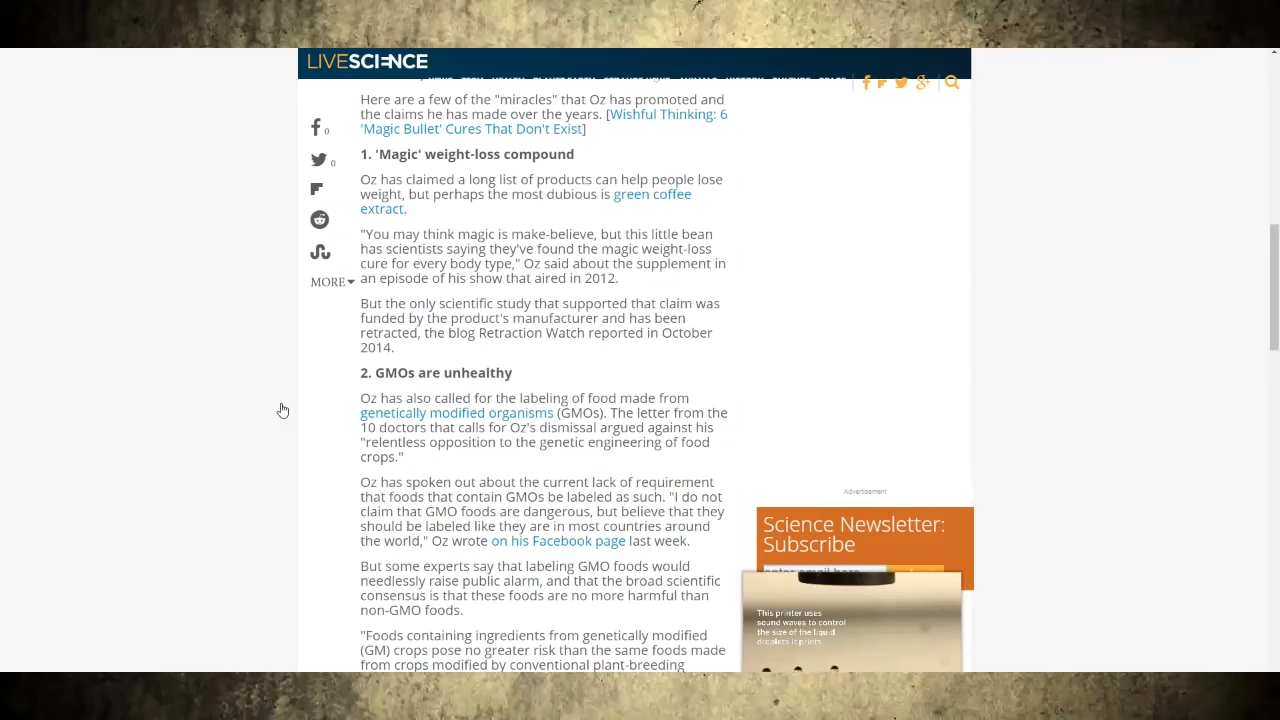 LIVESCIENCE
Here are a few of the "miracles" that Oz has promoted and
the claims he has made over the years. [Wishful Thinking: 6
'Magic Bullet' Cures That Don't Exist]
0
0
MORE
1. 'Magic' weight-loss compound
Oz has claimed a long list of products can help people lose
weight, but perhaps the most dubious is green coffee
extract.
"You may think magic is make-believe, but this little bean
has scientists saying they've found the magic weight-loss
cure for every body type," Oz said about the supplement in
an episode of his show that aired in 2012.
But the only scientific study that supported that claim was
funded by the product's manufacturer and has been
retracted, the blog Retraction Watch reported in October
2014.
2. GMOs are unhealthy
Oz has also called for the labeling of food made from
genetically modified organisms (GMOs). The letter from the
10 doctors that calls for Oz's dismissal argued against his
"relentless opposition to the genetic engineering of food
crops."
Oz has spoken out about the current lack of requirement
that foods that contain GMOs be labeled as such. "I do not
claim that GMO foods are dangerous, but believe that they
should be labeled like they are in most countries around
the world," Oz wrote on his Facebook page last week.
But some experts say that labeling GMO foods would
needlessly raise public alarm, and that the broad scientific
consensus is that these foods are no more harmful than
non-GMO foods.
"Foods containing ingredients from genetically modified
(GM) crops pose no greater risk than the same foods made
from crops modified by conventional plant-breeding
Advertisement
Science Newsletter:
Subscribe
This printer uses
sound waves to control
the size of the liquid
droplets it prints